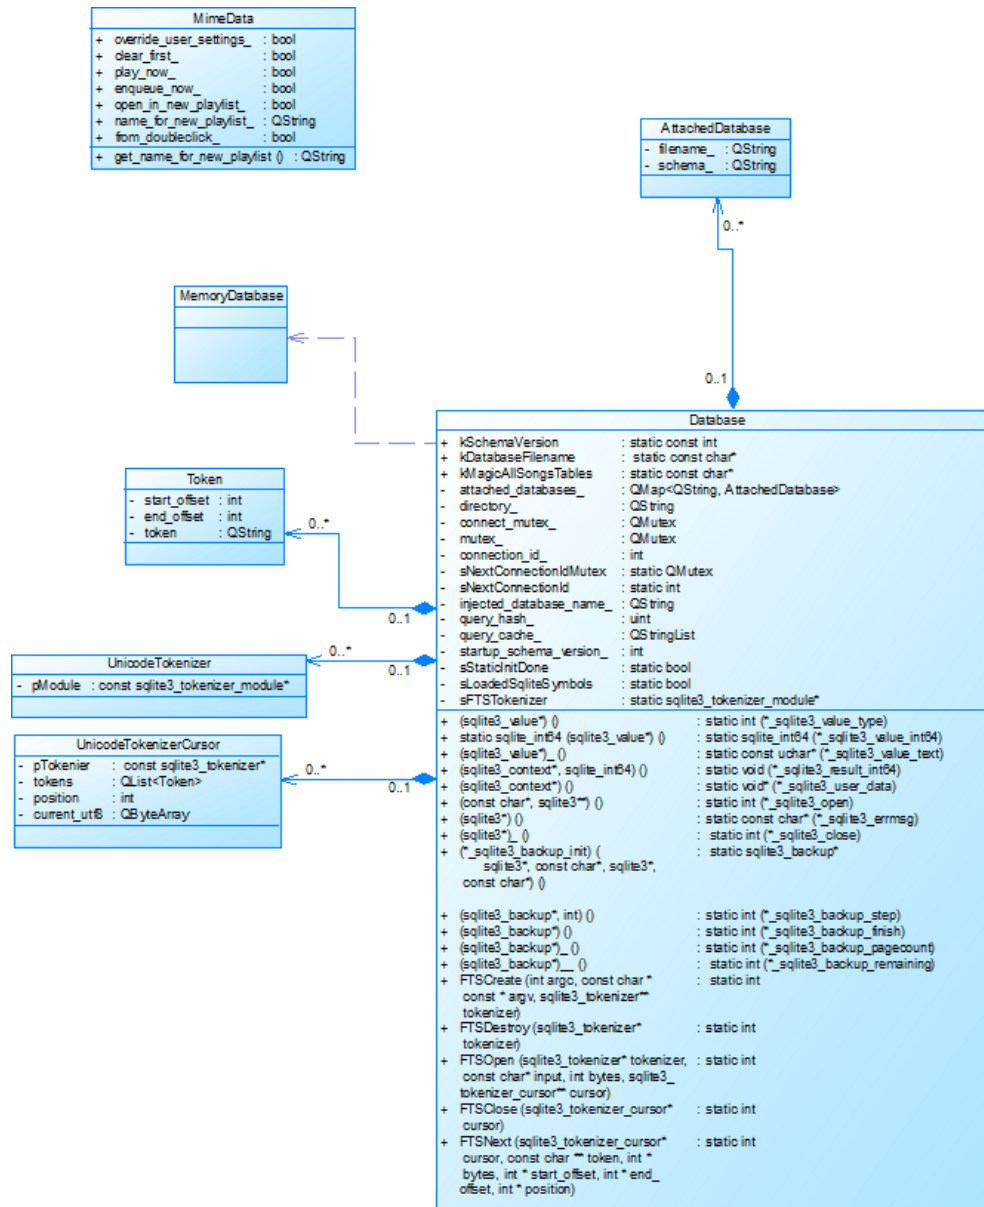 MimeData
+ override_user_settings_ : bool
+ clear_first_ : bool
+ play_now_ : bool
+ enqueue_now_ : bool
+ open_in_new_playlist_ : bool
+ name_for_new_playlist_ : QString
+ from_doubleclick_ : bool
+ get_name_for_new_playlist () : QString
AttachedDatabase
- filename_ : QString
- schema_ : QString
0..*
0..1
MemoryDatabase
Token
- start_offset : int
- end_offset : int
- token : QString
0..*
0..1
UnicodeTokenizer
- pModule : const sqlite3_tokenizer_module*
0..*
0..1
UnicodeTokenizerCursor
- pTokenier : const sqlite3_tokenizer*
- tokens : QList<Token>
- position : int
- current_utf8 : QByteArray
0..*
0..1
Database
+ kSchemaVersion : static const int
+ kDatabaseFilename : static const char*
+ kMagicAllSongsTables : static const char*
- attached_databases_ : QMap<QString, AttachedDatabase>
- directory_ : QString
- connect_mutex_ : QMutex
- mutex_ : QMutex
- connection_id_ : int
- sNextConnectionIdMutex : static QMutex
- sNextConnectionId : static int
- injected_database_name_ : QString
- query_hash_ : uint
- query_cache_ : QStringList
- startup_schema_version_ : int
- sStaticInitDone : static bool
- sLoadedSqliteSymbols : static bool
- sFTSTokenizer : static sqlite3_tokenizer_module*
+ (sqlite3_value*) () : static int (*_sqlite3_value_type)
+ static sqlite_int64 (sqlite3_value*) () : static sqlite_int64 (*_sqlite3_value_int64)
+ (sqlite3_value*)_ () : static const uchar* (*_sqlite3_value_text)
+ (sqlite3_context*, sqlite_int64) () : static void (*_sqlite3_result_int64)
+ (sqlite3_context*) () : static void* (*_sqlite3_user_data)
+ (const char*, sqlite3**) () : static int (*_sqlite3_open)
+ (sqlite3*) () : static const char* (*_sqlite3_errmsg)
+ (sqlite3*)_ () : static int (*_sqlite3_close)
+ (*_sqlite3_backup_init) ( : static sqlite3_backup*
sqlite3*, const char*, sqlite3*,
const char*) ()
+ (sqlite3_backup*, int) () : static int (*_sqlite3_backup_step)
+ (sqlite3_backup*) () : static int (*_sqlite3_backup_finish)
+ (sqlite3_backup*)_ () : static int (*_sqlite3_backup_pagecount)
+ (sqlite3_backup*)__ () : static int (*_sqlite3_backup_remaining)
+ FTSCreate (int argc, const char * : static int
const * argv, sqlite3_tokenizer**
tokenizer)
+ FTSDestroy (sqlite3_tokenizer* : static int
tokenizer)
+ FTSOpen (sqlite3_tokenizer* tokenizer, : static int
const char* input, int bytes, sqlite3_
tokenizer_cursor** cursor)
+ FTSClose (sqlite3_tokenizer_cursor* : static int
cursor)
+ FTSNext (sqlite3_tokenizer_cursor* : static int
cursor, const char ** token, int *
bytes, int * start_offset, int * end_
offset, int * position)